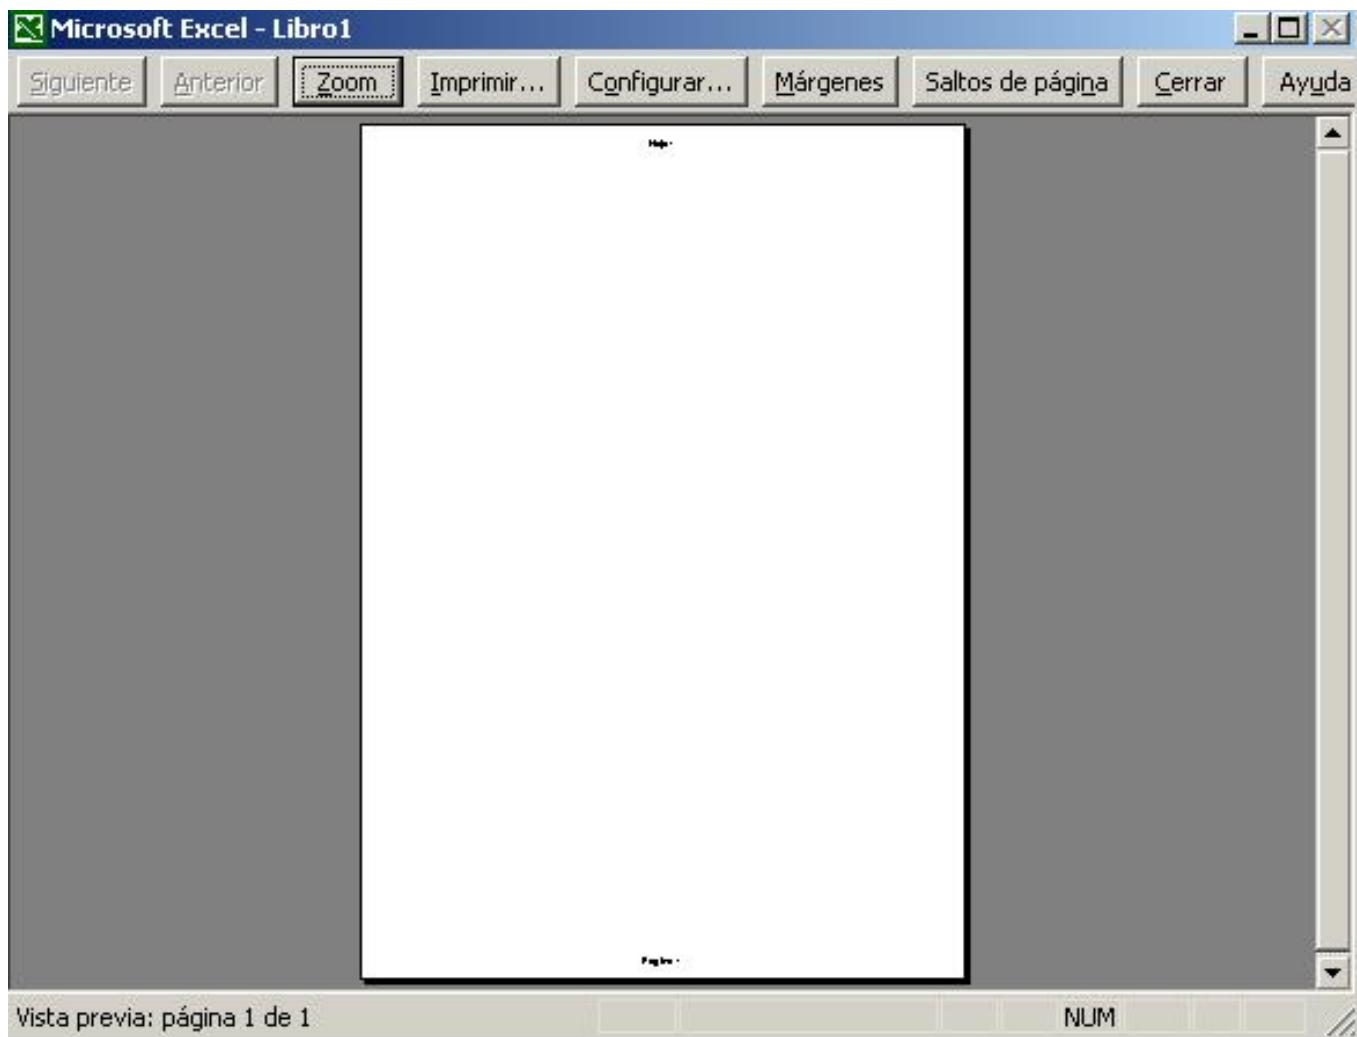 Microsoft Excel - Libro1
Siguiente Anterior Zoom Imprimir... Configurar... Márgenes Saltos de página Cerrar Ayuda
Vista previa: página 1 de 1 NUM